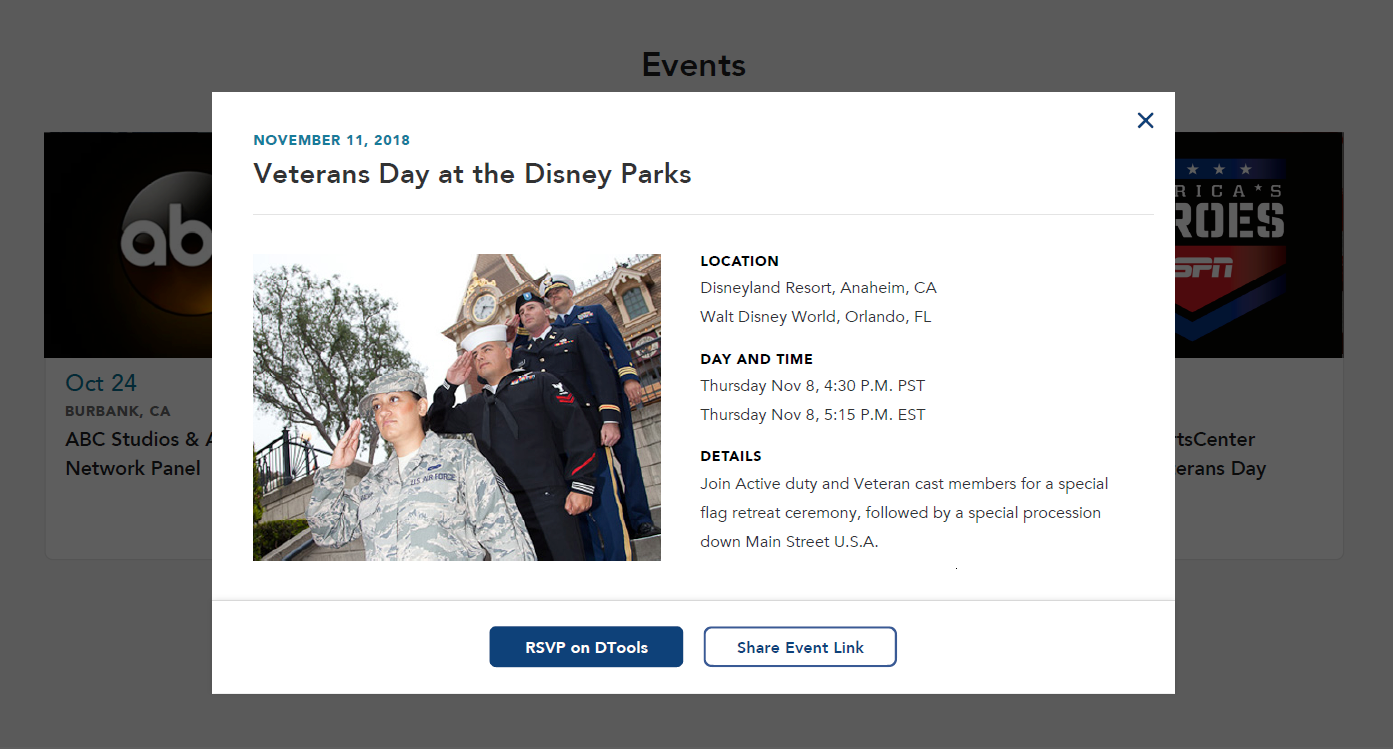 Events
NOVEMBER 11, 2018
Veterans Day at the Disney Parks
LOCATION
Disneyland Resort, Anaheim, CA
Walt Disney World, Orlando, FL
DAY AND TIME
Thursday Nov 8, 4:30 P.M. PST
Thursday Nov 8, 5:15 P.M. EST
DETAILS
Join Active duty and Veteran cast members for a special
flag retreat ceremony, followed by a special procession
down Main Street U.S.A.
U.S. AIR FORCE
RSVP on DTools
Share Event Link
ab
Oct 24
BURBANK, CA
ABC Studios & A
Network Panel
RICA★S
ROES
SPN
rtsCenter
erans Day